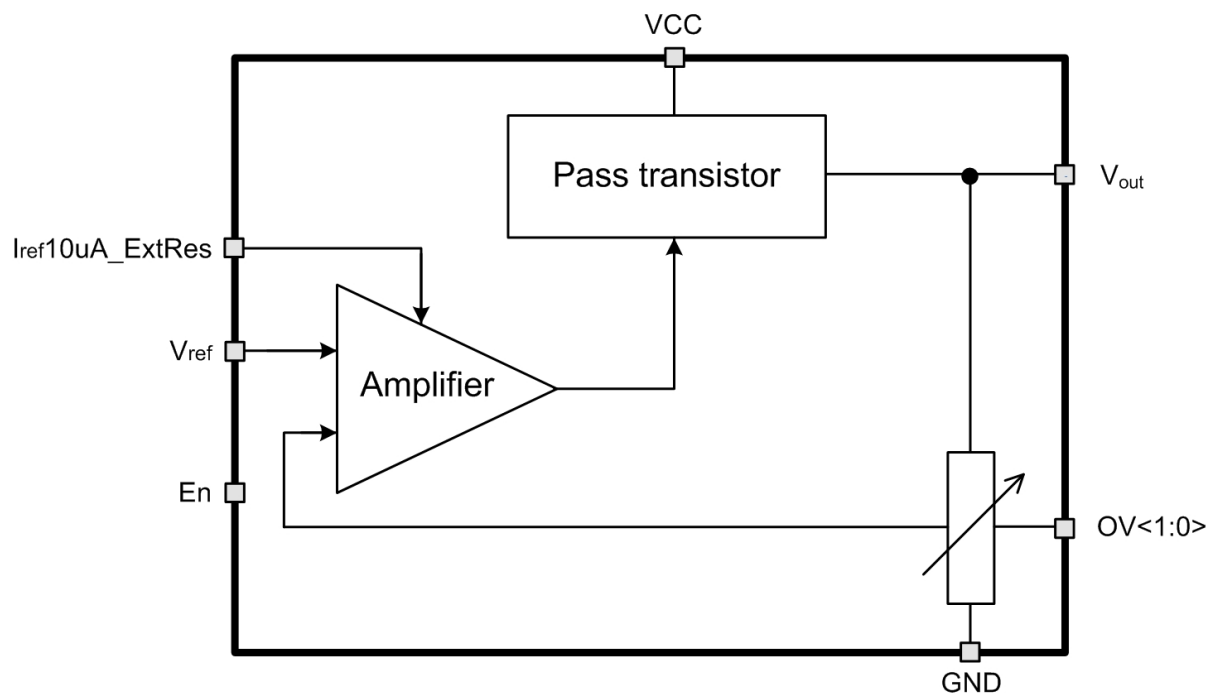 VCC
Pass transistor
Vout
Iref10uA_ExtRes
Vref
Amplifier
En
OV<1:0>
GND